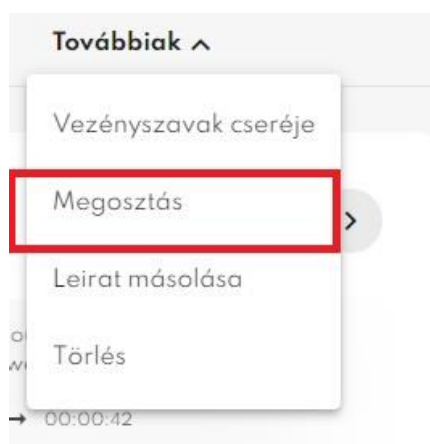 Továbbiak
Vezényszavak cseréje
Megosztás
Leirat másolása
Törlés
00:00:42